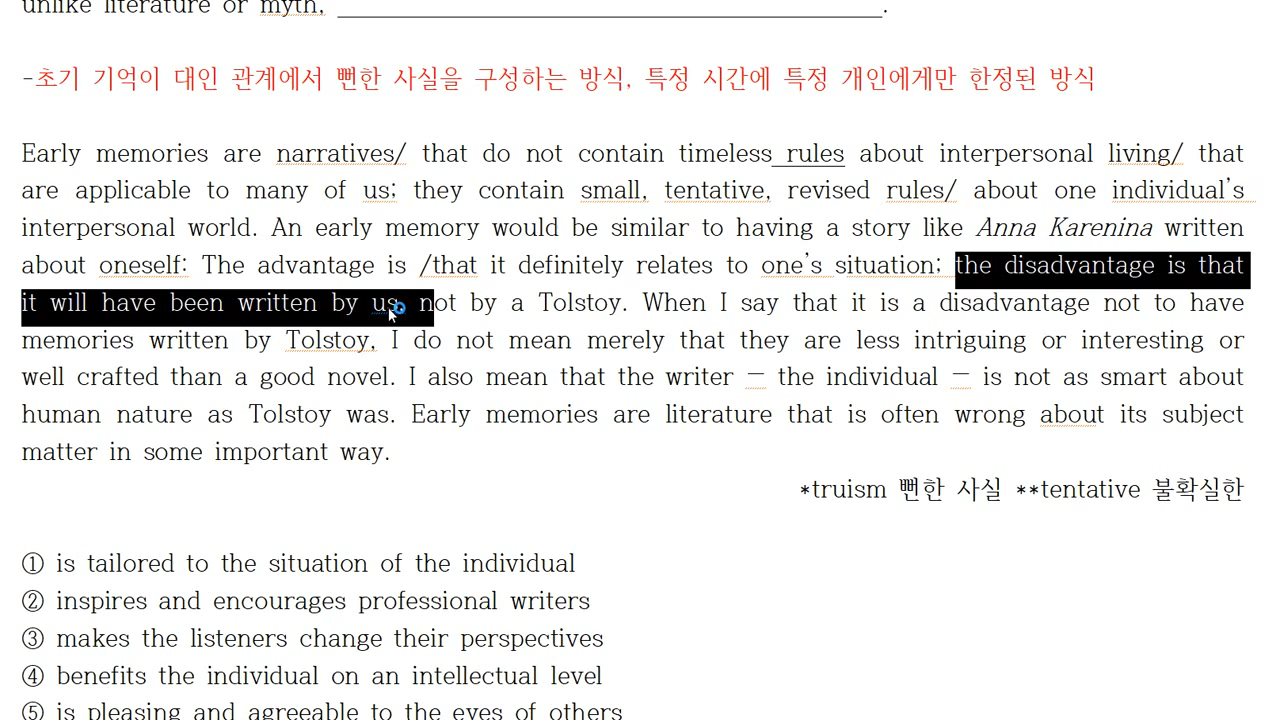 unlike literature or myth, ______________________________.
-초기 기억이 대인 관계에서 뻔한 사실을 구성하는 방식, 특정 시간에 특정 개인에게만 한정된 방식
Early memories are narratives/ that do not contain timeless rules about interpersonal living/ that
are applicable to many of us; they contain small, tentative, revised rules/ about one individual's
interpersonal world. An early memory would be similar to having a story like Anna Karenina written
about oneself: The advantage is /that it definitely relates to one's situation; the disadvantage is that
it will have been written by us, not by a Tolstoy. When I say that it is a disadvantage not to have
memories written by Tolstoy, I do not mean merely that they are less intriguing or interesting or
well crafted than a good novel. I also mean that the writer — the individual — is not as smart about
human nature as Tolstoy was. Early memories are literature that is often wrong about its subject
matter in some important way.
*truism 뻔한 사실 **tentative 불확실한
① is tailored to the situation of the individual
② inspires and encourages professional writers
③ makes the listeners change their perspectives
④ benefits the individual on an intellectual level
⑤ is pleasing and agreeable to the eyes of others